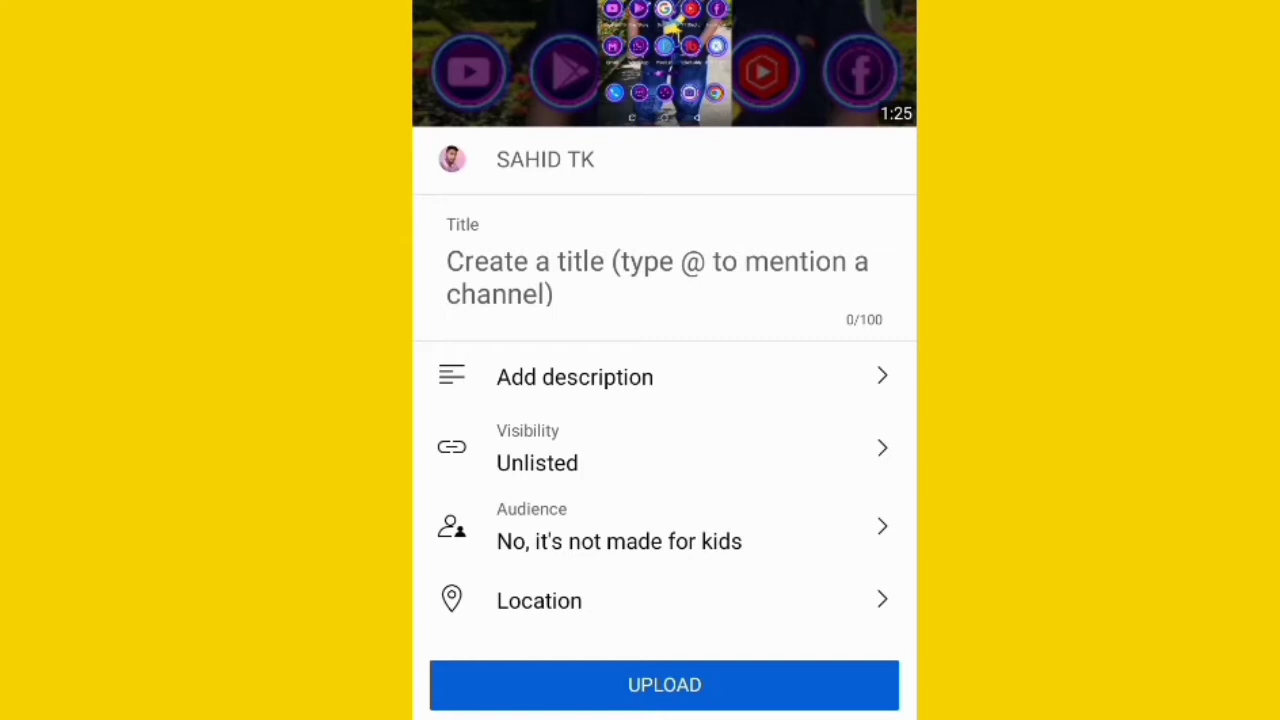 1:25
SAHID TK
Title
Create a title (type @ to mention a
channel)
0/100
Add description
Visibility
Unlisted
Audience
No, it's not made for kids
Location
UPLOAD